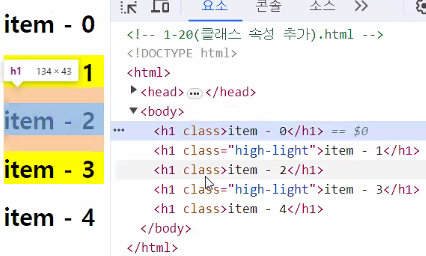 요소
콘솔
소스
>>
item - 0
1
h1 134 × 43
item - 2
item - 3
item - 4
<!-- 1-20(클래스 속성 추가).html -->
<!DOCTYPE html>
<html>
<head>…</head>
<body>
<h1 class>item - 0</h1> == $0
<h1 class="high-light">item - 1</h1>
<h1 class>item - 2</h1>
<h1 class="high-light">item - 3</h1>
<h1 class>item - 4</h1>
</body>
</html>